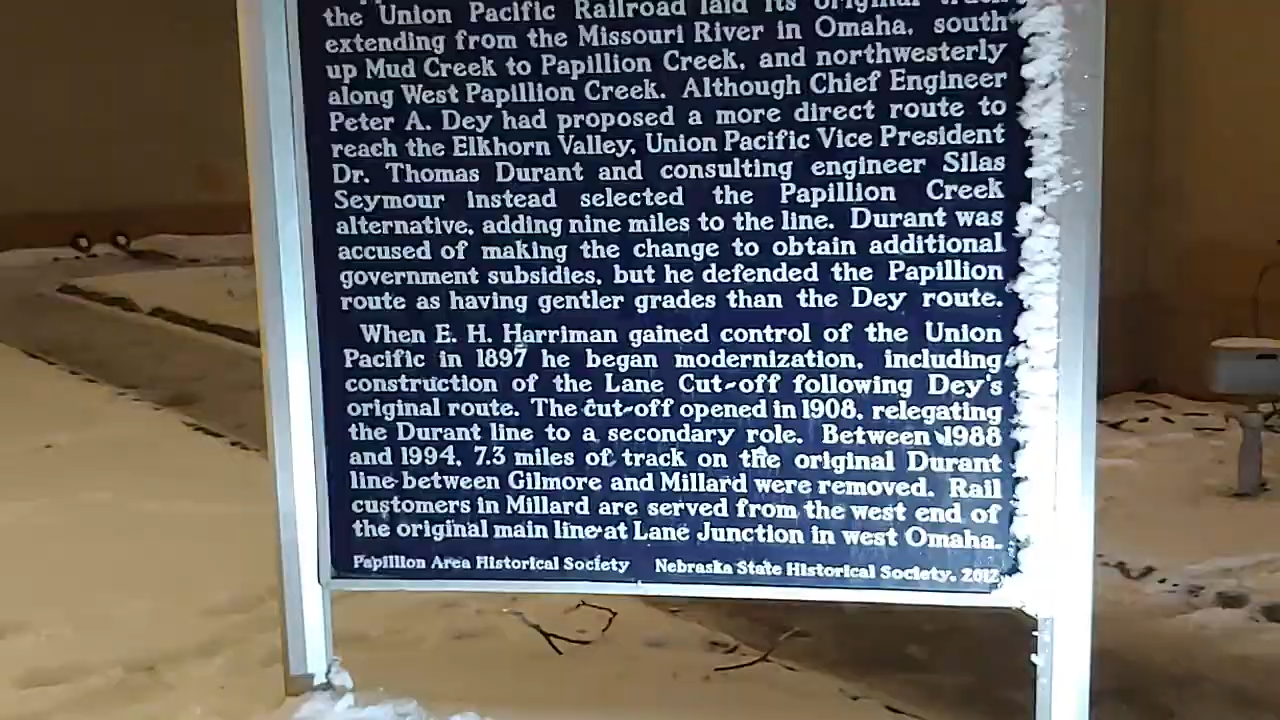 the Union Pacific Railroad laid its original track
extending from the Missouri River in Omaha, south
up Mud Creek to Papillion Creek, and northwesterly
along West Papillion Creek. Although Chief Engineer
Peter A. Dey had proposed a more direct route to
reach the Elkhorn Valley, Union Pacific Vice President
Dr. Thomas Durant and consulting engineer Silas
Seymour instead selected the Papillion Creek
alternative, adding nine miles to the line. Durant was
accused of making the change to obtain additional
government subsidies, but he defended the Papillion
route as having gentler grades than the Dey route.
When E. H. Harriman gained control of the Union
Pacific in 1897 he began modernization, including
construction of the Lane Cut-off following Dey's
original route. The cut-off opened in 1908, relegating
the Durant line to a secondary role. Between 1988
and 1994, 7.3 miles of track on the original Durant
line between Gilmore and Millard were removed. Rail
customers in Millard are served from the west end of
the original main line at Lane Junction in west Omaha.
Papillion Area Historical Society Nebraska State Historical Society, 2012